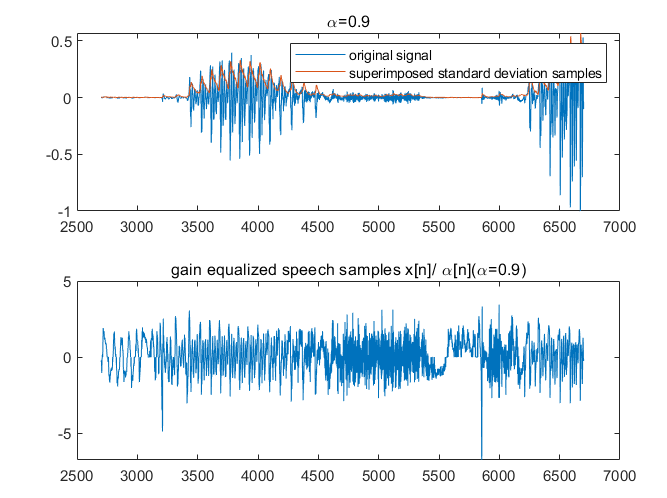 α=0.9
original signal
superimposed standard deviation samples
0.5
0
-0.5
-1
2500 3000 3500 4000 4500 5000 5500 6000 6500 7000
gain equalized speech samples x[n]/ α[n](α=0.9)
5
0
-5
2500 3000 3500 4000 4500 5000 5500 6000 6500 7000